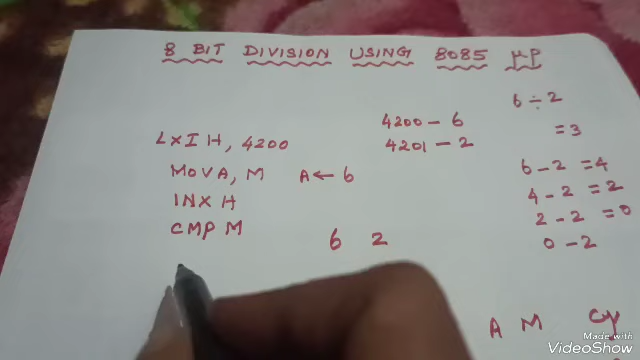 8 BIT DIVISION USING 8085 μP
LXI H, 4200
MOV A, M
INX H
CMP M
A ← 6
4200 - 6
4201 - 2
6 2
6 ÷ 2
= 3
6 - 2 = 4
4 - 2 = 2
2 - 2 = 0
0 - 2
A M Cy
Made with
VideoShow